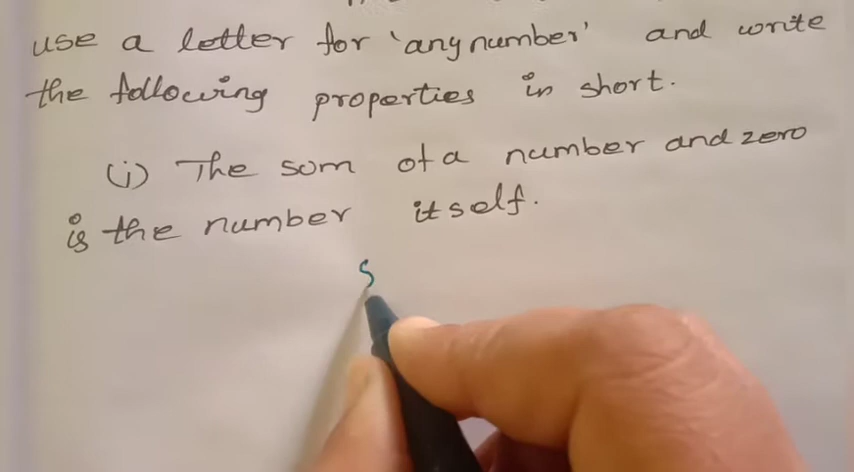 use a letter for 'any number' and write
the following properties in short.
(i) The sum of a number and zero
is the number itself.
S